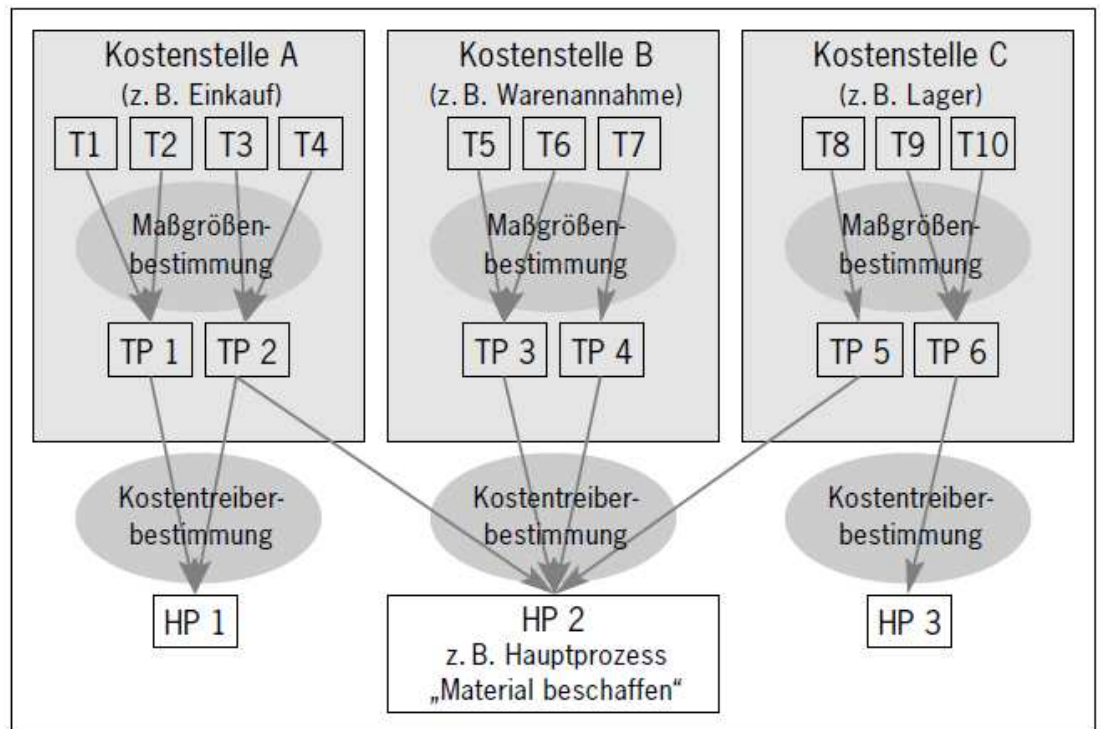 Kostenstelle A
(z. B. Einkauf)
T1 T2 T3 T4
Maßgrößen-
bestimmung
TP 1 TP 2
Kostenstelle B
(z. B. Warenannahme)
T5 T6 T7
Maßgrößen-
bestimmung
TP 3 TP 4
Kostenstelle C
(z. B. Lager)
T8 T9 T10
Maßgrößen-
bestimmung
TP 5 TP 6
Kostentreiber-
bestimmung
HP 1
Kostentreiber-
bestimmung
HP 2
z. B. Hauptprozess
„Material beschaffen“
Kostentreiber-
bestimmung
HP 3